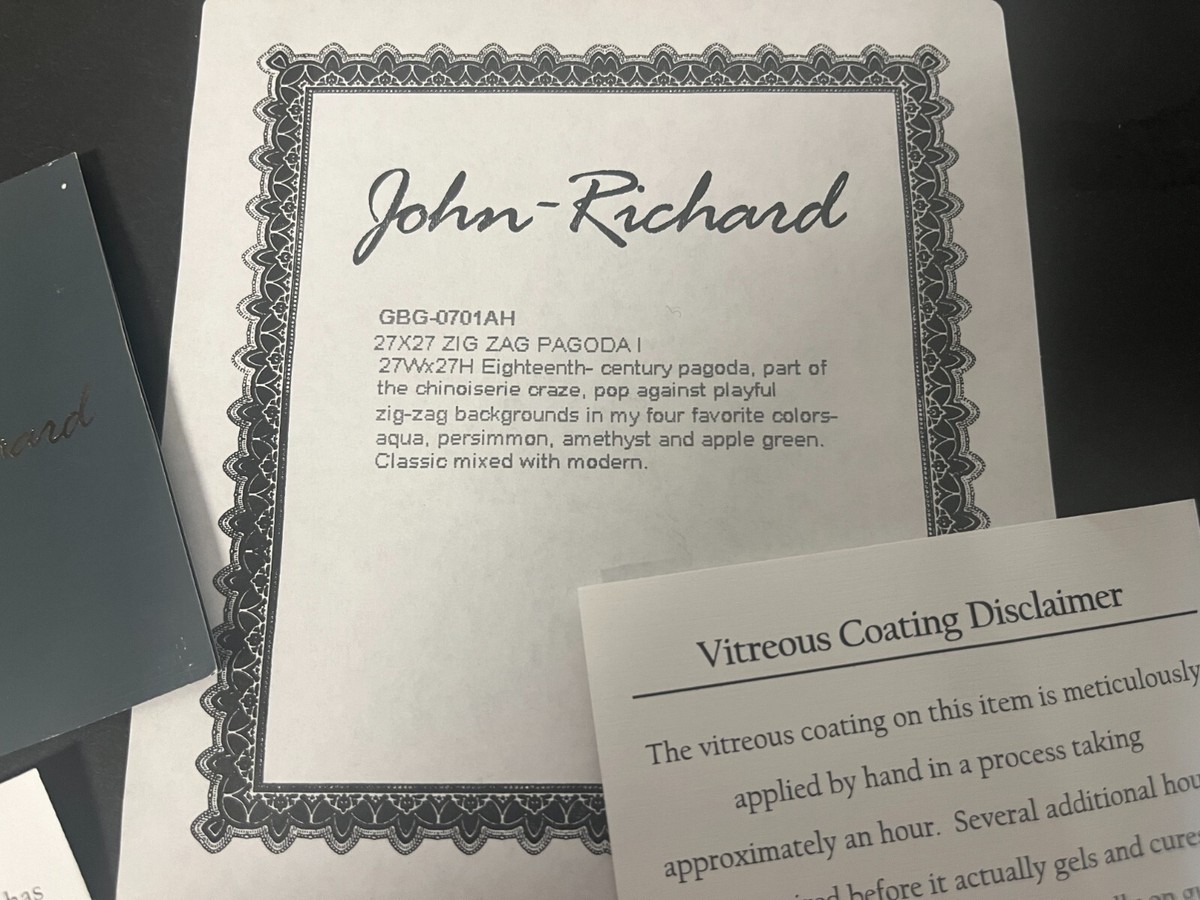 John-Richard
GBG-0701AH
27X27 ZIG ZAG PAGODA I
27Wx27H Eighteenth- century pagoda, part of
the chinoiserie craze, pop against playful
zig-zag backgrounds in my four favorite colors-
aqua, persimmon, amethyst and apple green.
Classic mixed with modern.
Vitreous Coating Disclaimer
The vitreous coating on this item is meticulously
applied by hand in a process taking
approximately an hour. Several additional
before it actually gels and
has